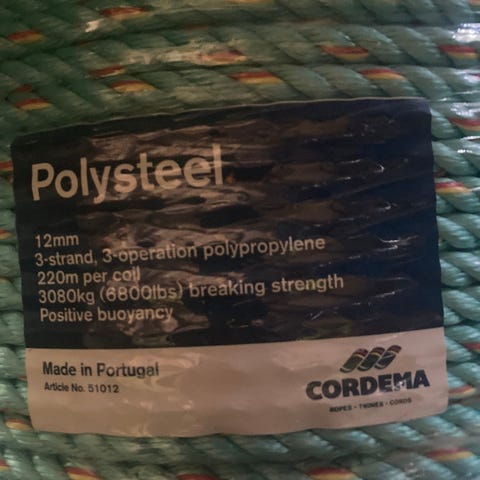 Polysteel
12mm
3-strand, 3-operation polypropylene
220m per coil
3080kg (6800lbs) breaking strength
Positive buoyancy
Made in Portugal
Article No. 51012
CORDEMA
ROPES • TWINES • CORDS